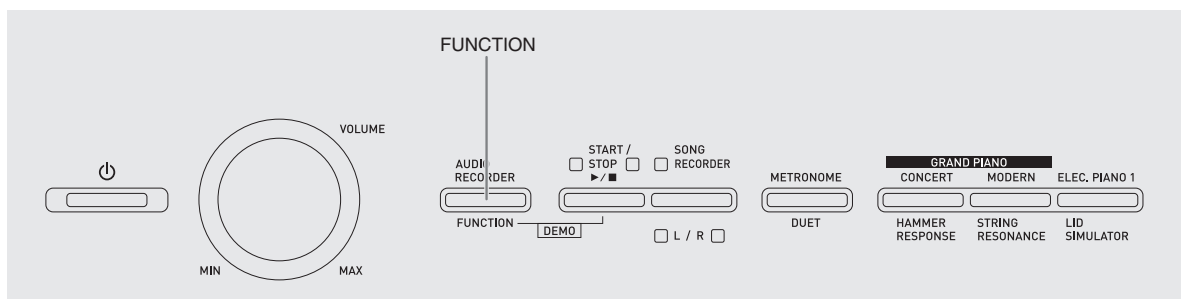 FUNCTION
VOLUME
MIN
MAX
AUDIO
RECORDER
FUNCTION
DEMO
START /
STOP
►/■
SONG
RECORDER
L / R
METRONOME
DUET
GRAND PIANO
CONCERT
MODERN
ELEC. PIANO 1
HAMMER
RESPONSE
STRING
RESONANCE
LID
SIMULATOR